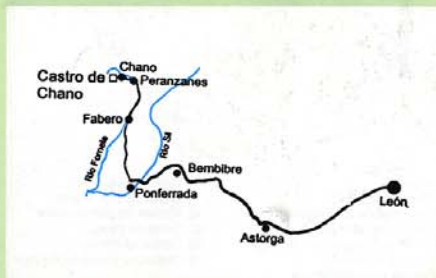 Chano
Castro de
Chano
Peranzanes
Fabero
Río Fornela
Río Sil
Bembibre
Ponferrada
León
Astorga